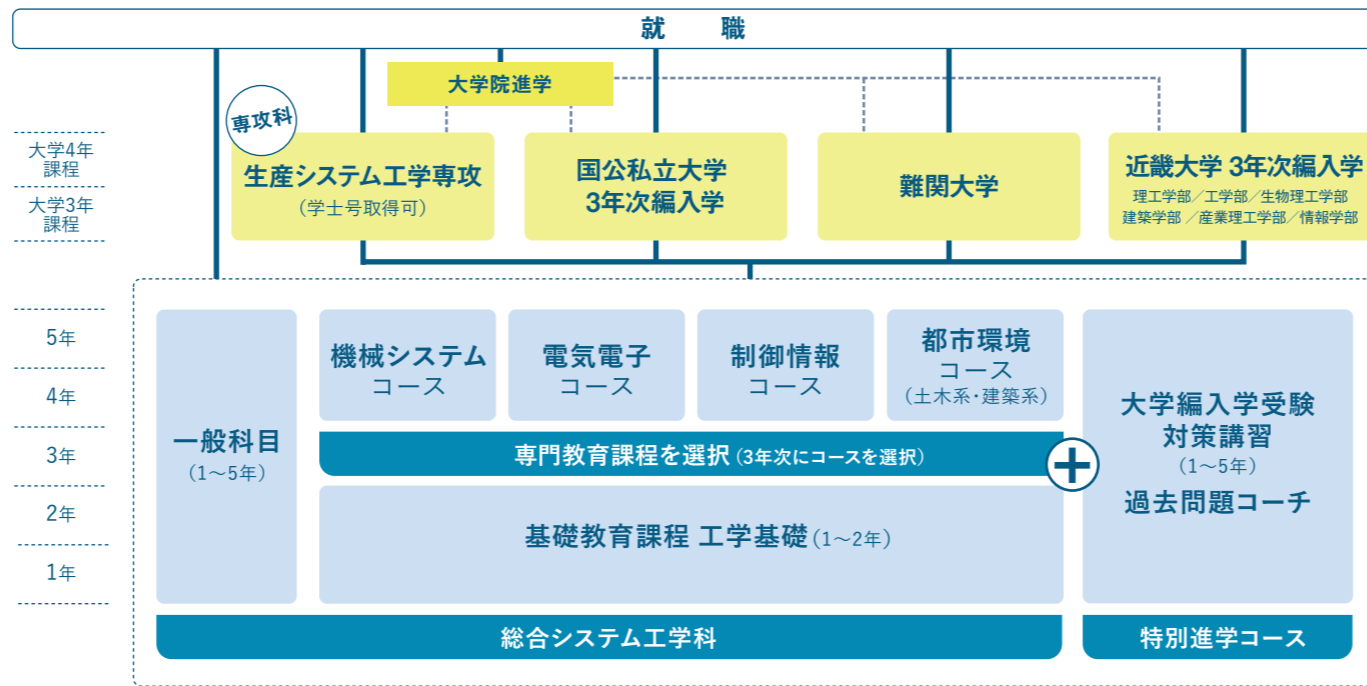 就 職
大学院進学
専攻科
大学4年
課程
大学3年
課程
生産システム工学専攻
(学士号取得可)
国公私立大学
3年次編入学
難関大学
近畿大学 3年次編入学
理工学部／工学部／生物理工学部
建築学部 ／産業理工学部／情報学部
5年
4年
3年
2年
1年
一般科目
(1〜5年)
機械システム
コース
電気電子
コース
制御情報
コース
都市環境
コース
(土木系・建築系)
専門教育課程を選択 (3年次にコースを選択)
基礎教育課程 工学基礎 (1〜2年)
+
大学編入学受験
対策講習
(1〜5年)
過去問題コーチ
総合システム工学科
特別進学コース